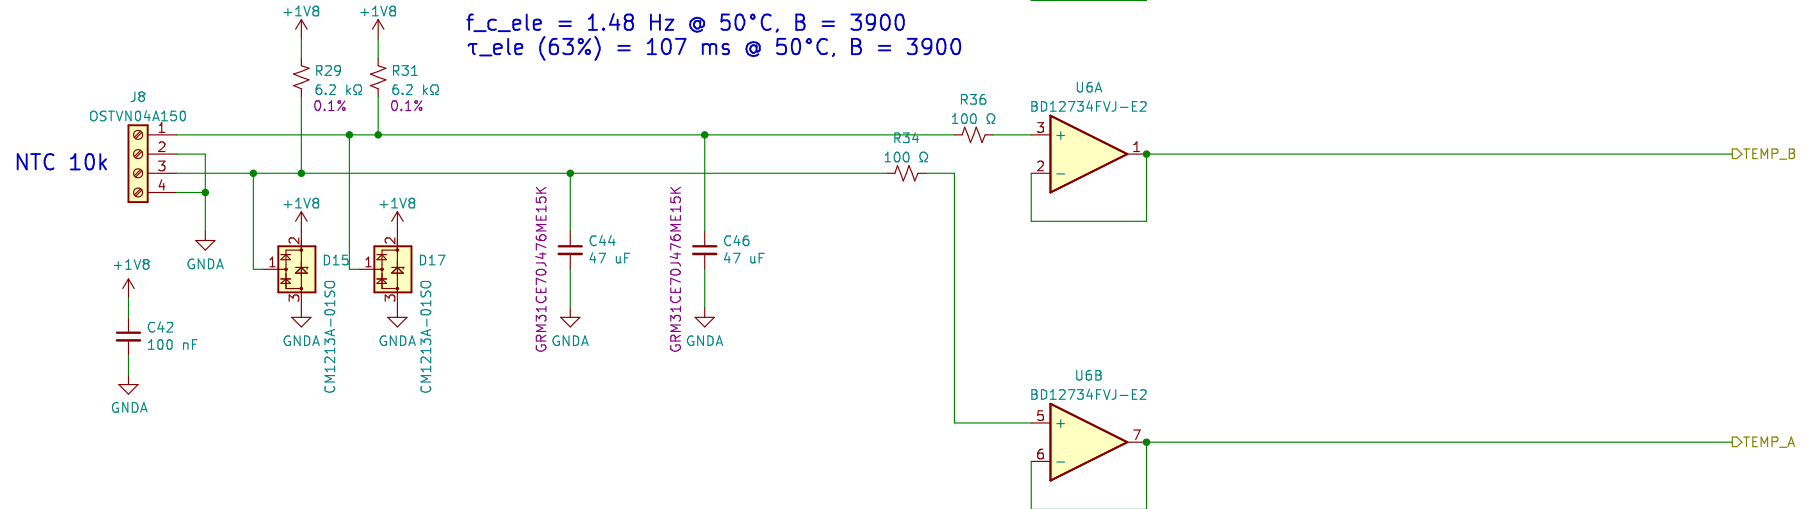 +1V8
+1V8
f_c_ele = 1.48 Hz @ 50°C, B = 3900
τ_ele (63%) = 107 ms @ 50°C, B = 3900
R29
6.2 kΩ
0.1%
R31
6.2 kΩ
0.1%
J8
OSTVN04A150
1
2
3
4
NTC 10k
GNDA
R36
100 Ω
R34
100 Ω
U6A
BD12734FVJ-E2
3
+
2
−
1
TEMP_B
+1V8
2
1
3
D15
CM1213A-01SO
GNDA
+1V8
2
1
3
D17
CM1213A-01SO
GNDA
GRM31CE70J476ME15K
C44
47 uF
GNDA
GRM31CE70J476ME15K
C46
47 uF
GNDA
+1V8
C42
100 nF
GNDA
U6B
BD12734FVJ-E2
5
+
6
−
7
TEMP_A